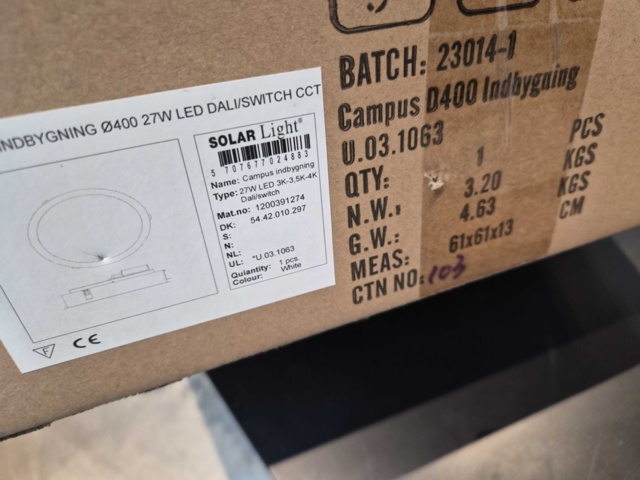 INDBYGNING Ø400 27W LED DALI/SWITCH CCT
SOLAR Light®
5 707677 024883
Name: Campus indbygning
Type: 27W LED 3K-3,5K-4K
Dali/switch
Mat.no: 1200391274
DK: 54.42.010.297
S:
N:
NL:
UL: *U.03.1063
Quianity: 1 pcs.
Colour: White
F CE
BATCH: 23014-1
Campus D400 Indbygning
U.03.1063
QTY: 1 PCS
N.W.: 3.20 KGS
G.W.: 4.63 KGS
MEAS: 61x61x13 CM
CTN NO: 103